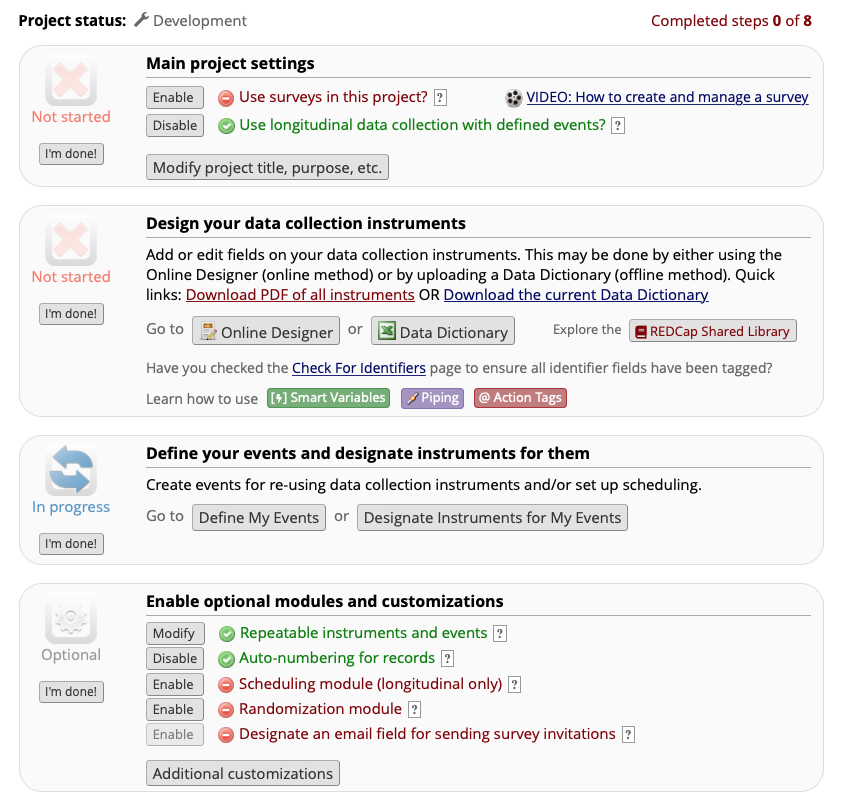 Project status: Development
Completed steps 0 of 8
Main project settings
Not started
I'm done!
Enable Use surveys in this project? ? VIDEO: How to create and manage a survey
Disable Use longitudinal data collection with defined events? ?
Modify project title, purpose, etc.
Design your data collection instruments
Not started
I'm done!
Add or edit fields on your data collection instruments. This may be done by either using the
Online Designer (online method) or by uploading a Data Dictionary (offline method). Quick
links: Download PDF of all instruments OR Download the current Data Dictionary
Go to Online Designer or Data Dictionary Explore the REDCap Shared Library
Have you checked the Check For Identifiers page to ensure all identifier fields have been tagged?
Learn how to use [⚡] Smart Variables Piping @ Action Tags
Define your events and designate instruments for them
In progress
I'm done!
Create events for re-using data collection instruments and/or set up scheduling.
Go to Define My Events or Designate Instruments for My Events
Enable optional modules and customizations
Optional
I'm done!
Modify Repeatable instruments and events ?
Disable Auto-numbering for records ?
Enable Scheduling module (longitudinal only) ?
Enable Randomization module ?
Enable Designate an email field for sending survey invitations ?
Additional customizations